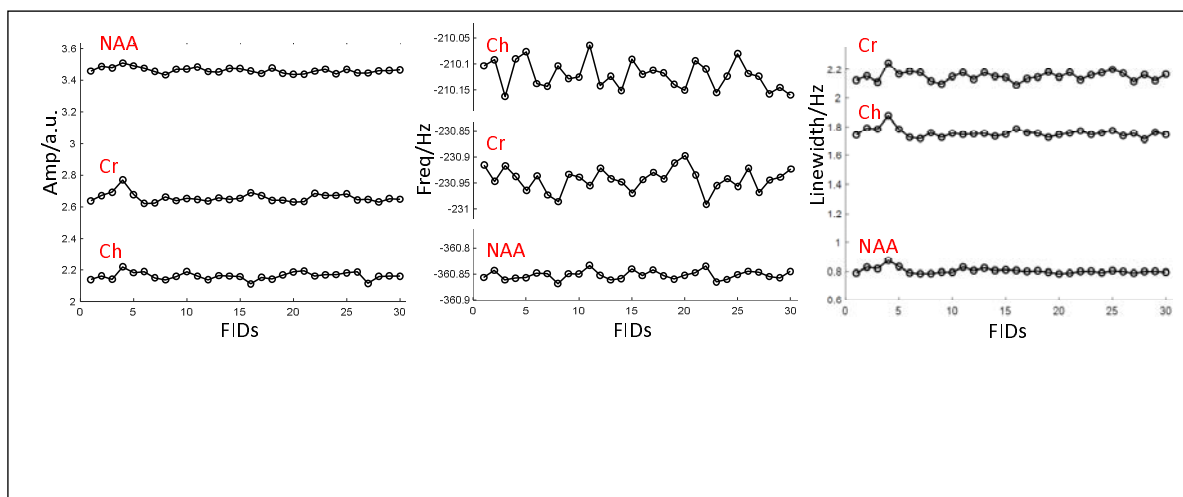 Amp/a.u.
3.6
3.4
3.2
3
2.8
2.6
2.4
2.2
2
NAA
Cr
Ch
0 5 10 15 20 25 30
FIDs
Freq/Hz
-210.05
-210.1
-210.15
Ch
-230.85
-230.9
-230.95
-231
Cr
-360.8
-360.85
-360.9
NAA
0 5 10 15 20 25 30
FIDs
Linewidth/Hz
Cr
2.2
2
Ch
1.8
1.6
1.4
1.2
1
NAA
0.8
0.6
0 5 10 15 20 25 30
FIDs